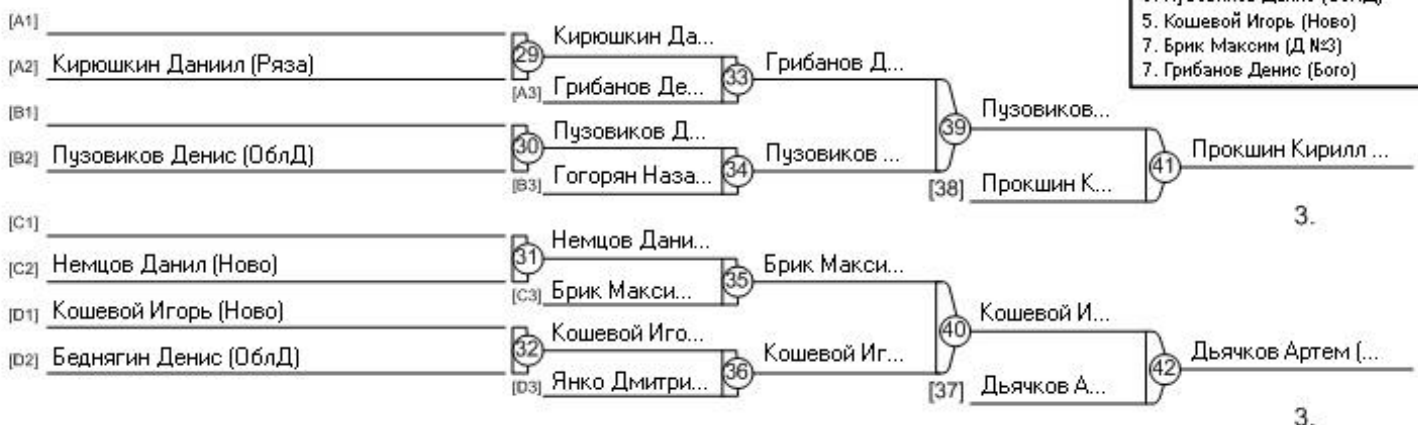 5. Кошевой Игорь (Ново)
7. Брик Максим (Д №3)
7. Грибанов Денис (Бого)
[A1]
[A2] Кирюшкин Даниил (Ряза)
29
Кирюшкин Да...
[A3] Грибанов Де...
33
Грибанов Д...
[B1]
[B2] Пузовиков Денис (ОблД)
30
Пузовиков Д...
[B3] Гогорян Наза...
34
Пузовиков ...
39
Пузовиков...
[38] Прокшин К...
41
Прокшин Кирилл ...
3.
[C1]
[C2] Немцов Данил (Ново)
31
Немцов Дани...
[C3] Брик Макси...
35
Брик Макси...
[D1] Кошевой Игорь (Ново)
[D2] Беднягин Денис (ОблД)
32
Кошевой Иго...
[D3] Янко Дмитри...
36
Кошевой Иг...
40
Кошевой И...
[37] Дьячков А...
42
Дьячков Артем (...
3.